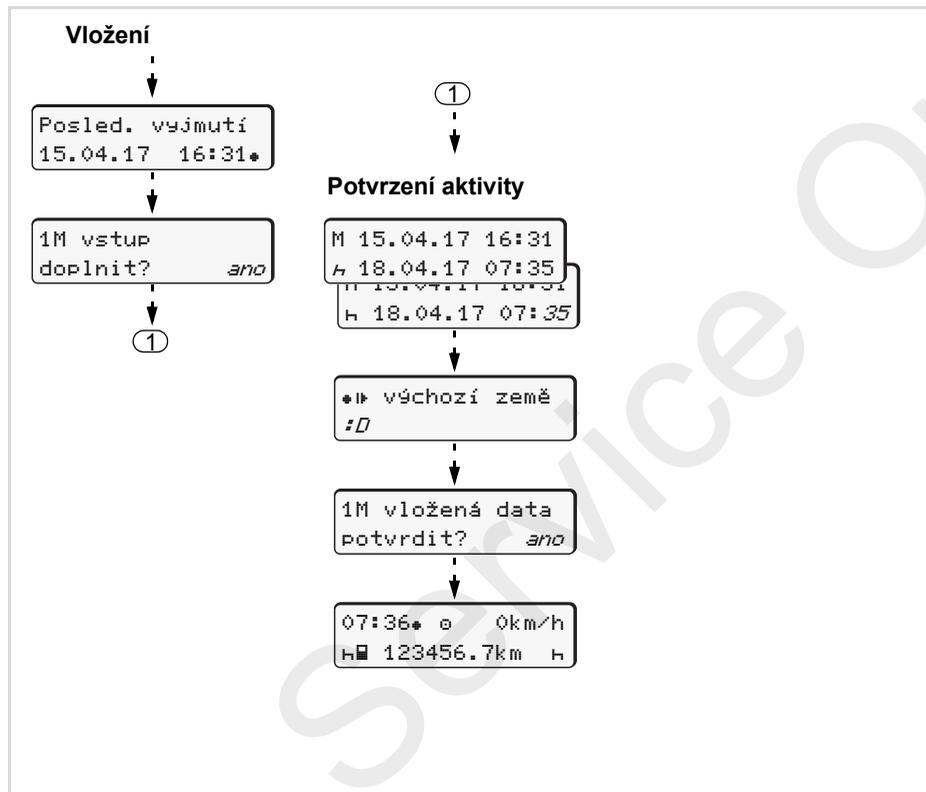 Vložení
Posled. vyjmutí
15.04.17 16:31
1M vstup
doplnit? ano
1
1
Potvrzení aktivity
M 15.04.17 16:31
18.04.17 07:35
18.04.17 07:35
výchozí země
:D
1M vložená data
potvrdit? ano
07:36 0km/h
123456.7km
Service